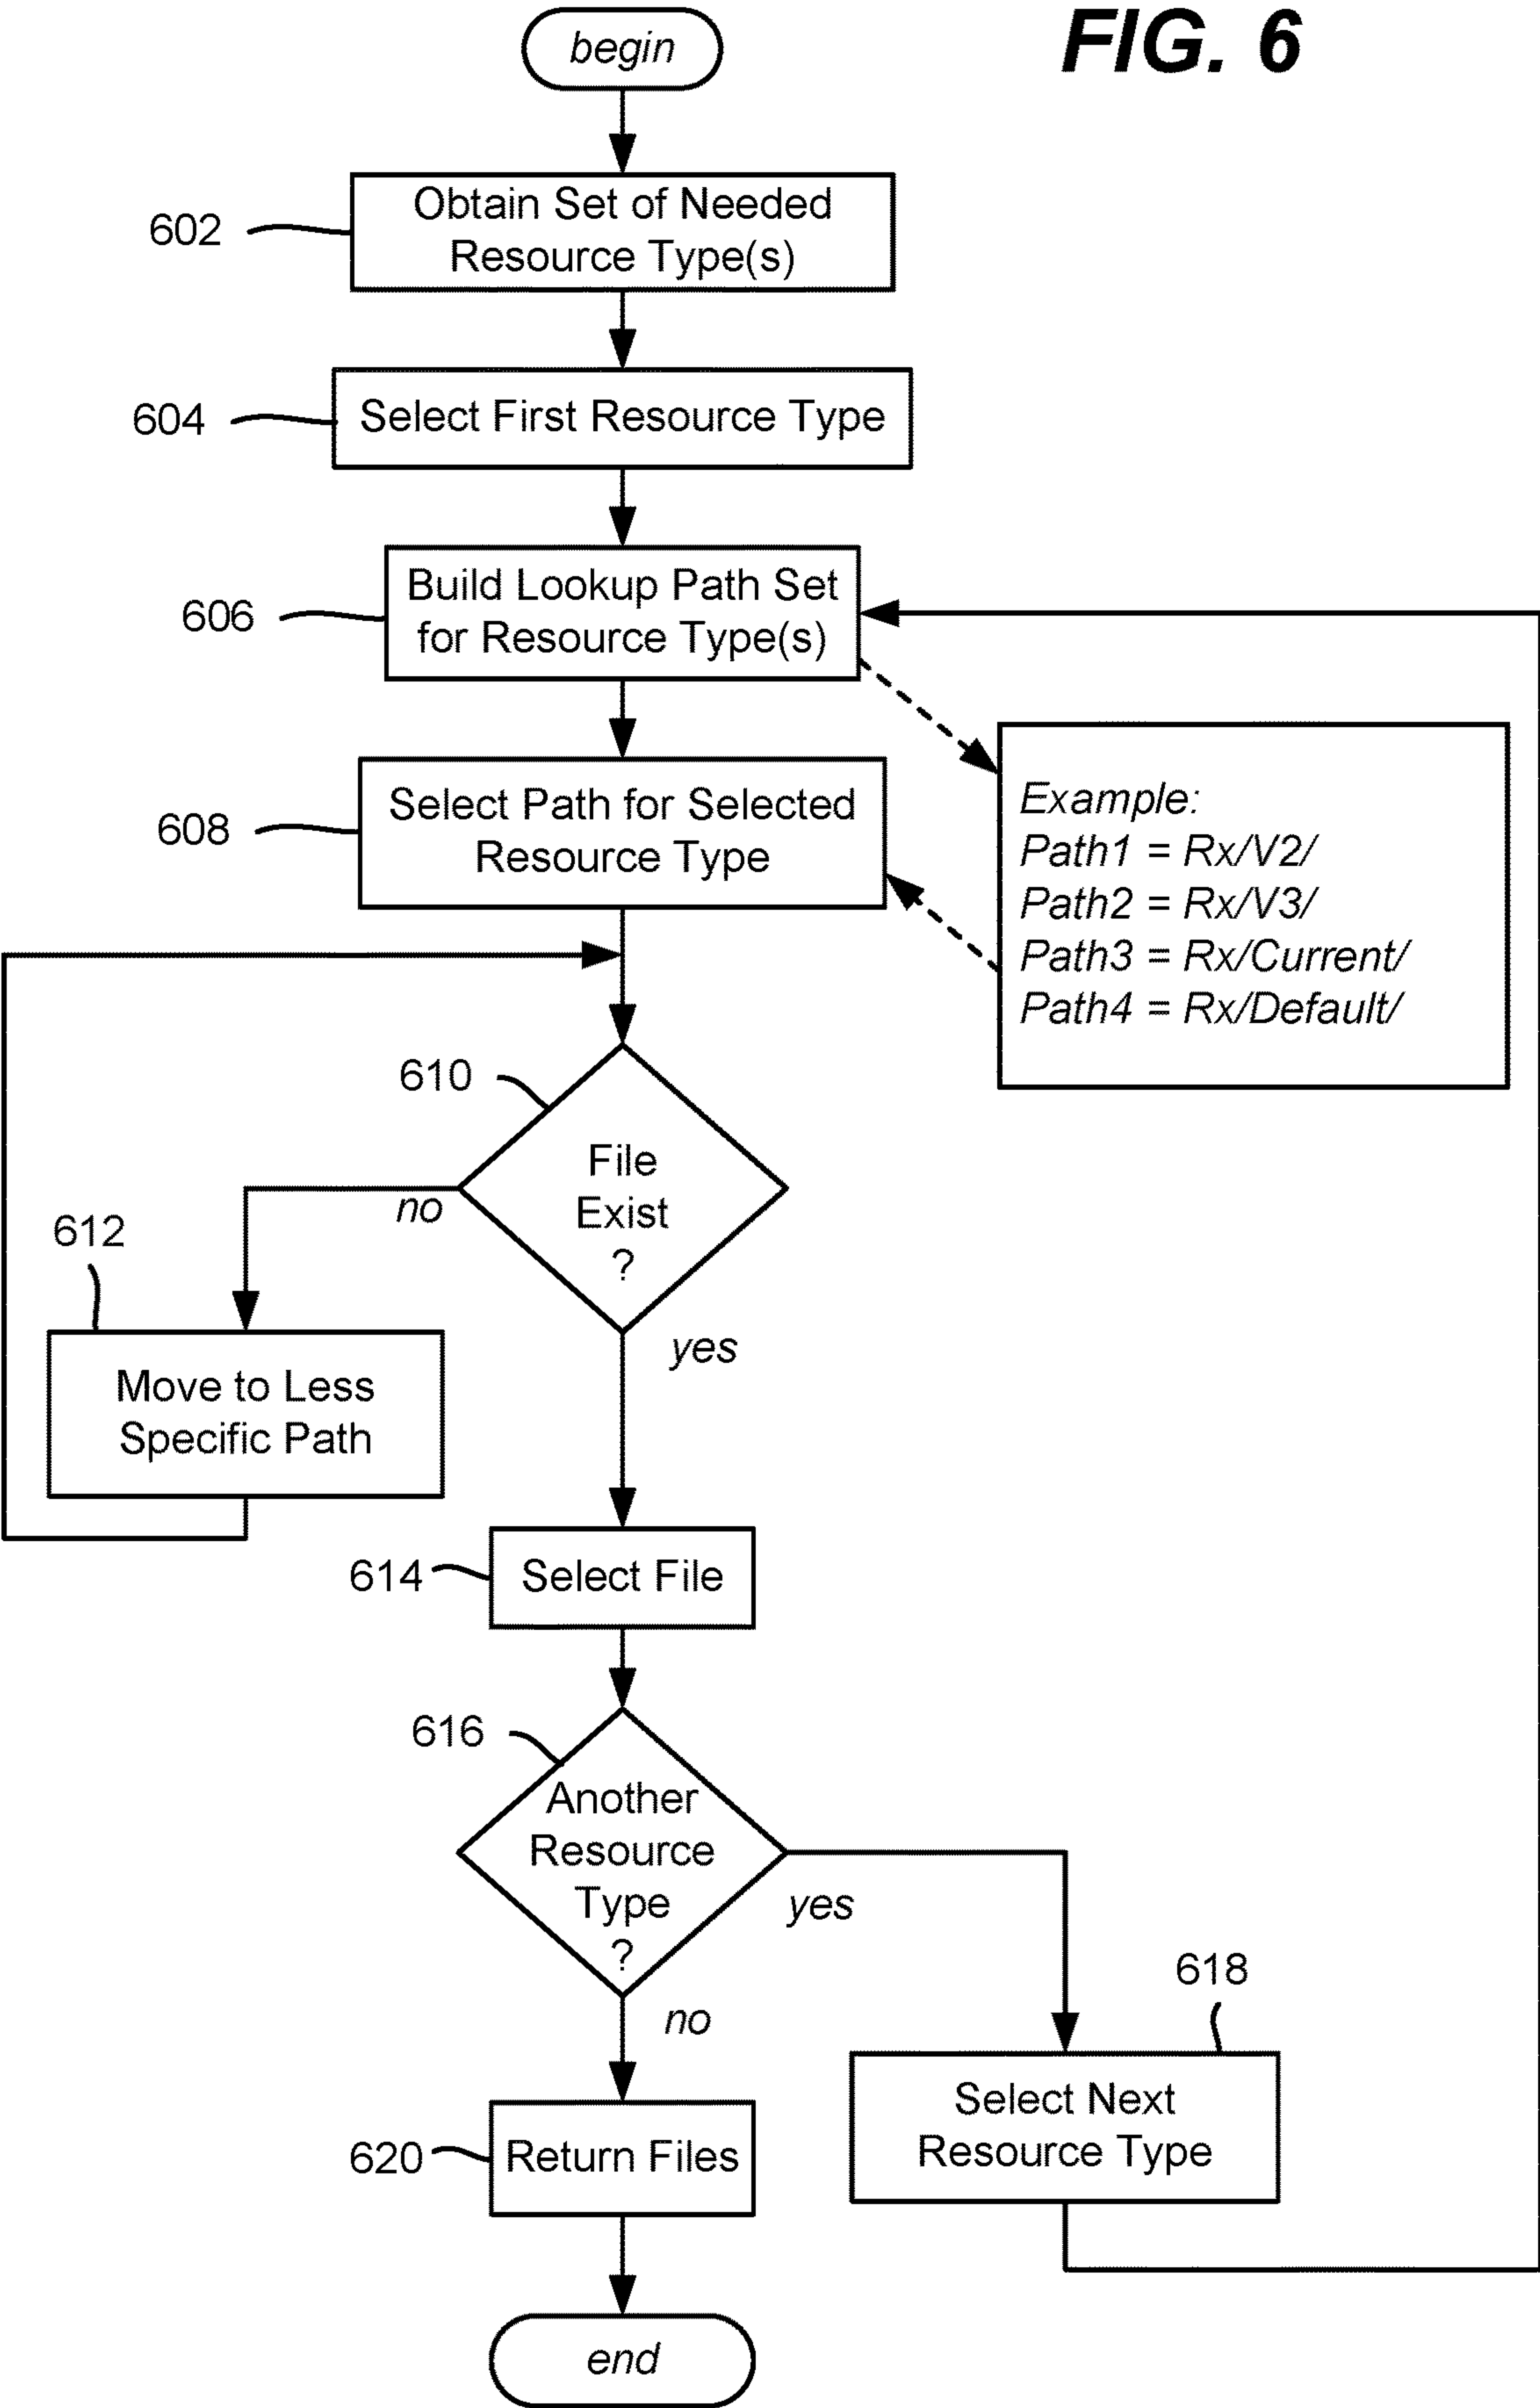 FIG. 6
begin
602
Obtain Set of Needed
Resource Type(s)
604
Select First Resource Type
606
Build Lookup Path Set
for Resource Type(s)
608
Select Path for Selected
Resource Type
Example:
Path1 = Rx/V2/
Path2 = Rx/V3/
Path3 = Rx/Current/
Path4 = Rx/Default/
610
File
Exist
?
no
yes
612
Move to Less
Specific Path
614
Select File
616
Another
Resource
Type
?
yes
no
618
Select Next
Resource Type
620
Return Files
end